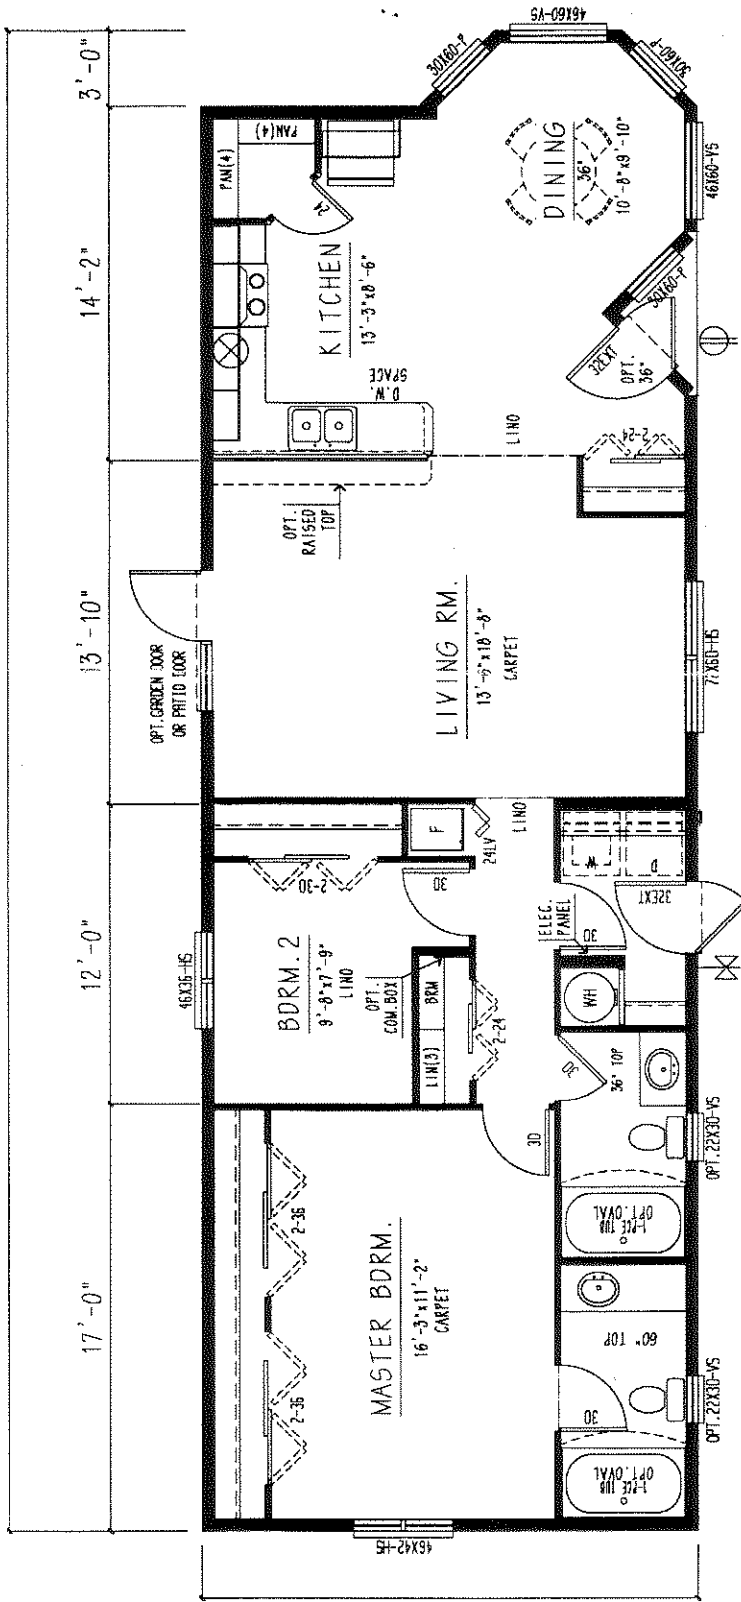 3'-0"
14'-2"
13'-10"
12'-0"
17'-0"
46X60-VS
30X60-P
30X60-P
PAN(4)
PAN(4)
24
KITCHEN
13'-3"x8'-6"
D.W.
SPACE
DINING
36"
10'-8"x9'-10"
46X60-VS
30X60-P
32EXT
OPT.
36"
LINO
2-24
OPT.
RAISED
TOP
OPT.GARDEN DOOR
OR PATIO DOOR
LIVING RM.
13'-6"x18'-8"
CARPET
60-HS
46X36-HS
2-30
BDRM.2
9'-8"x7'-9"
LINO
F
24LV
LINO
30
OPT.
COM.BOX
BRM
LIN(3)
2-24
ELEC.
PANEL
30
W
D
32EXT
WH
30
36" TOP
30
OPT.22X30-VS
1-PCE TUB
OPT.OVAL
MASTER BDRM.
16'-3"x11'-2"
CARPET
2-36
2-36
60" TOP
30
OPT.22X30-VS
1-PCE TUB
OPT.OVAL
46X42-HS